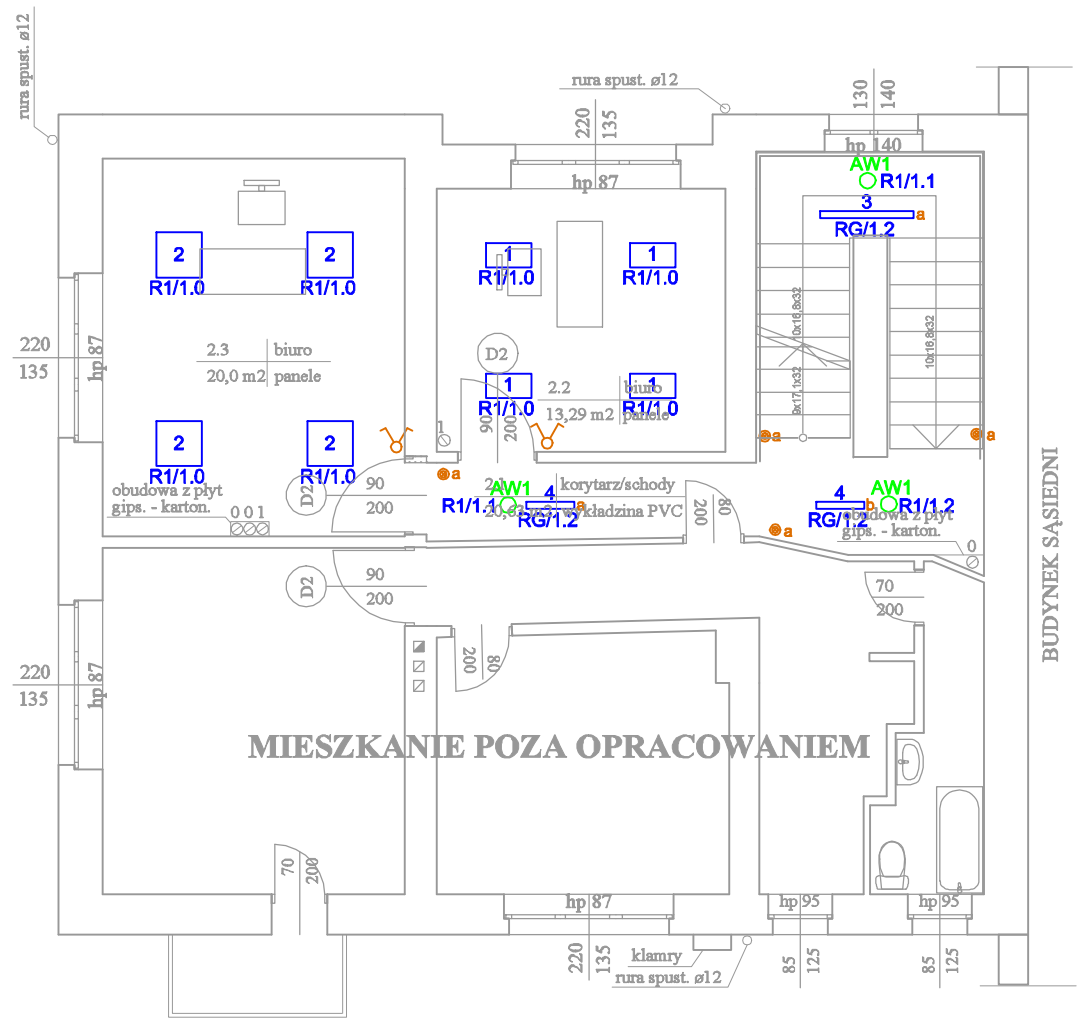 rura spust. ø12
rura spust. ø12
220
135
130
140
hp 140
hp 87
AW1
R1/1.1
3
a
RG/1.2
2
R1/1.0
2
R1/1.0
1
R1/1.0
1
R1/1.0
10x16,8x32
9x17,1x32
10x16,8x32
220
135
hp 87
2.3 biuro
20,0 m2 panele
D2
1
R1/1.0
1
R1/1.0
2.2 biuro
13,29 m2 panele
90
200
1
2
R1/1.0
2
R1/1.0
a
a
a
obudowa z płyt
gips. - karton.
0 0 1
D2
90
200
R1/1.1
AW1
4
a
RG/1.2
korytarz/schody
wykładzina PVC
80
200
4
b
RG/1.2
AW1
R1/1.2
a
obudowa z płyt
gips. - karton.
0
BUDYNEK SĄSIEDNI
D2
90
200
70
200
80
200
220
135
hp 87
MIESZKANIE POZA OPRACOWANIEM
70
200
hp 87
hp 95
hp 95
220
135
klamry
rura spust. ø12
85
125
85
125